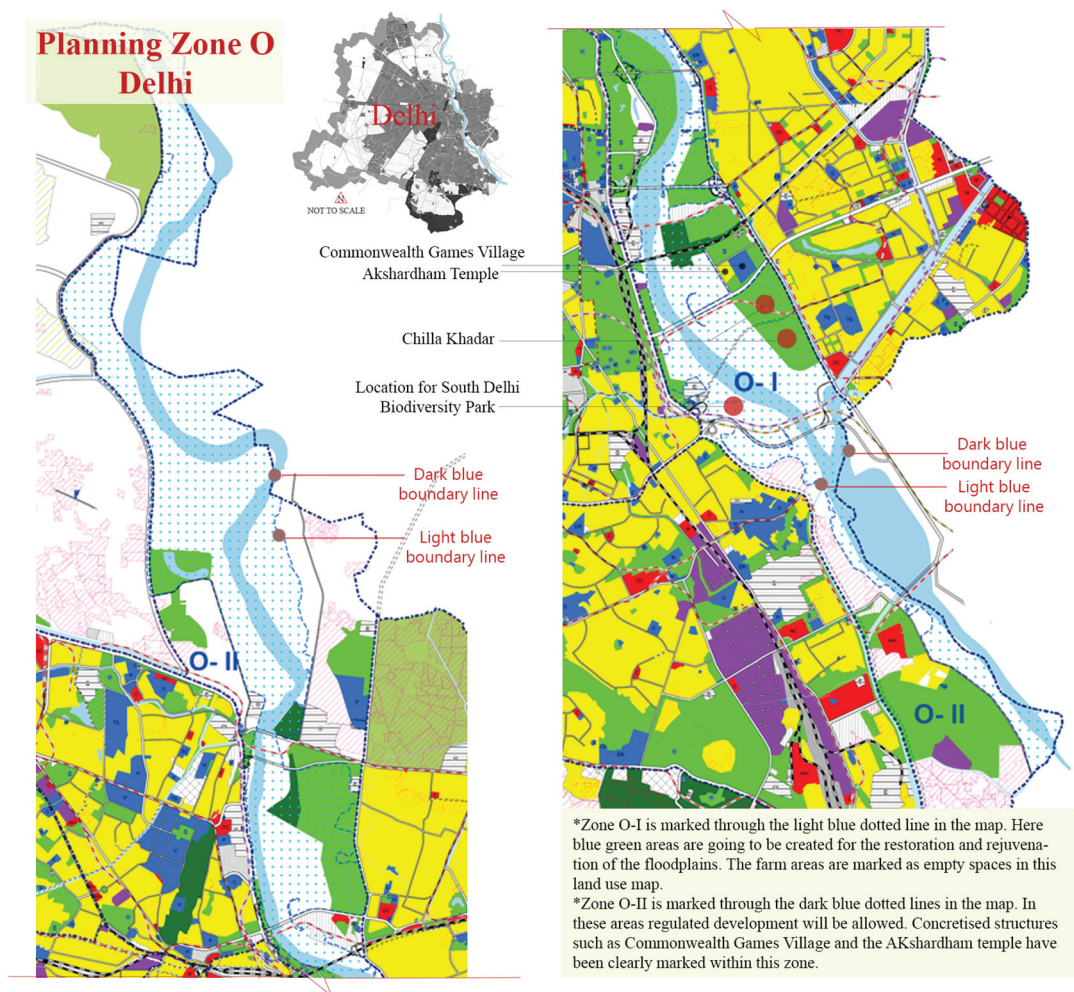 Planning Zone O
Delhi
Delhi
N
NOT TO SCALE
Commonwealth Games Village
Akshardham Temple
Chilla Khadar
Location for South Delhi
Biodiversity Park
Dark blue
boundary line
Light blue
boundary line
O- II
O- I
Dark blue
boundary line
Light blue
boundary line
O- II
*Zone O-I is marked through the light blue dotted line in the map. Here
blue green areas are going to be created for the restoration and rejuvena-
tion of the floodplains. The farm areas are marked as empty spaces in this
land use map.
*Zone O-II is marked through the dark blue dotted lines in the map. In
these areas regulated development will be allowed. Concretised structures
such as Commonwealth Games Village and the AKshardham temple have
been clearly marked within this zone.